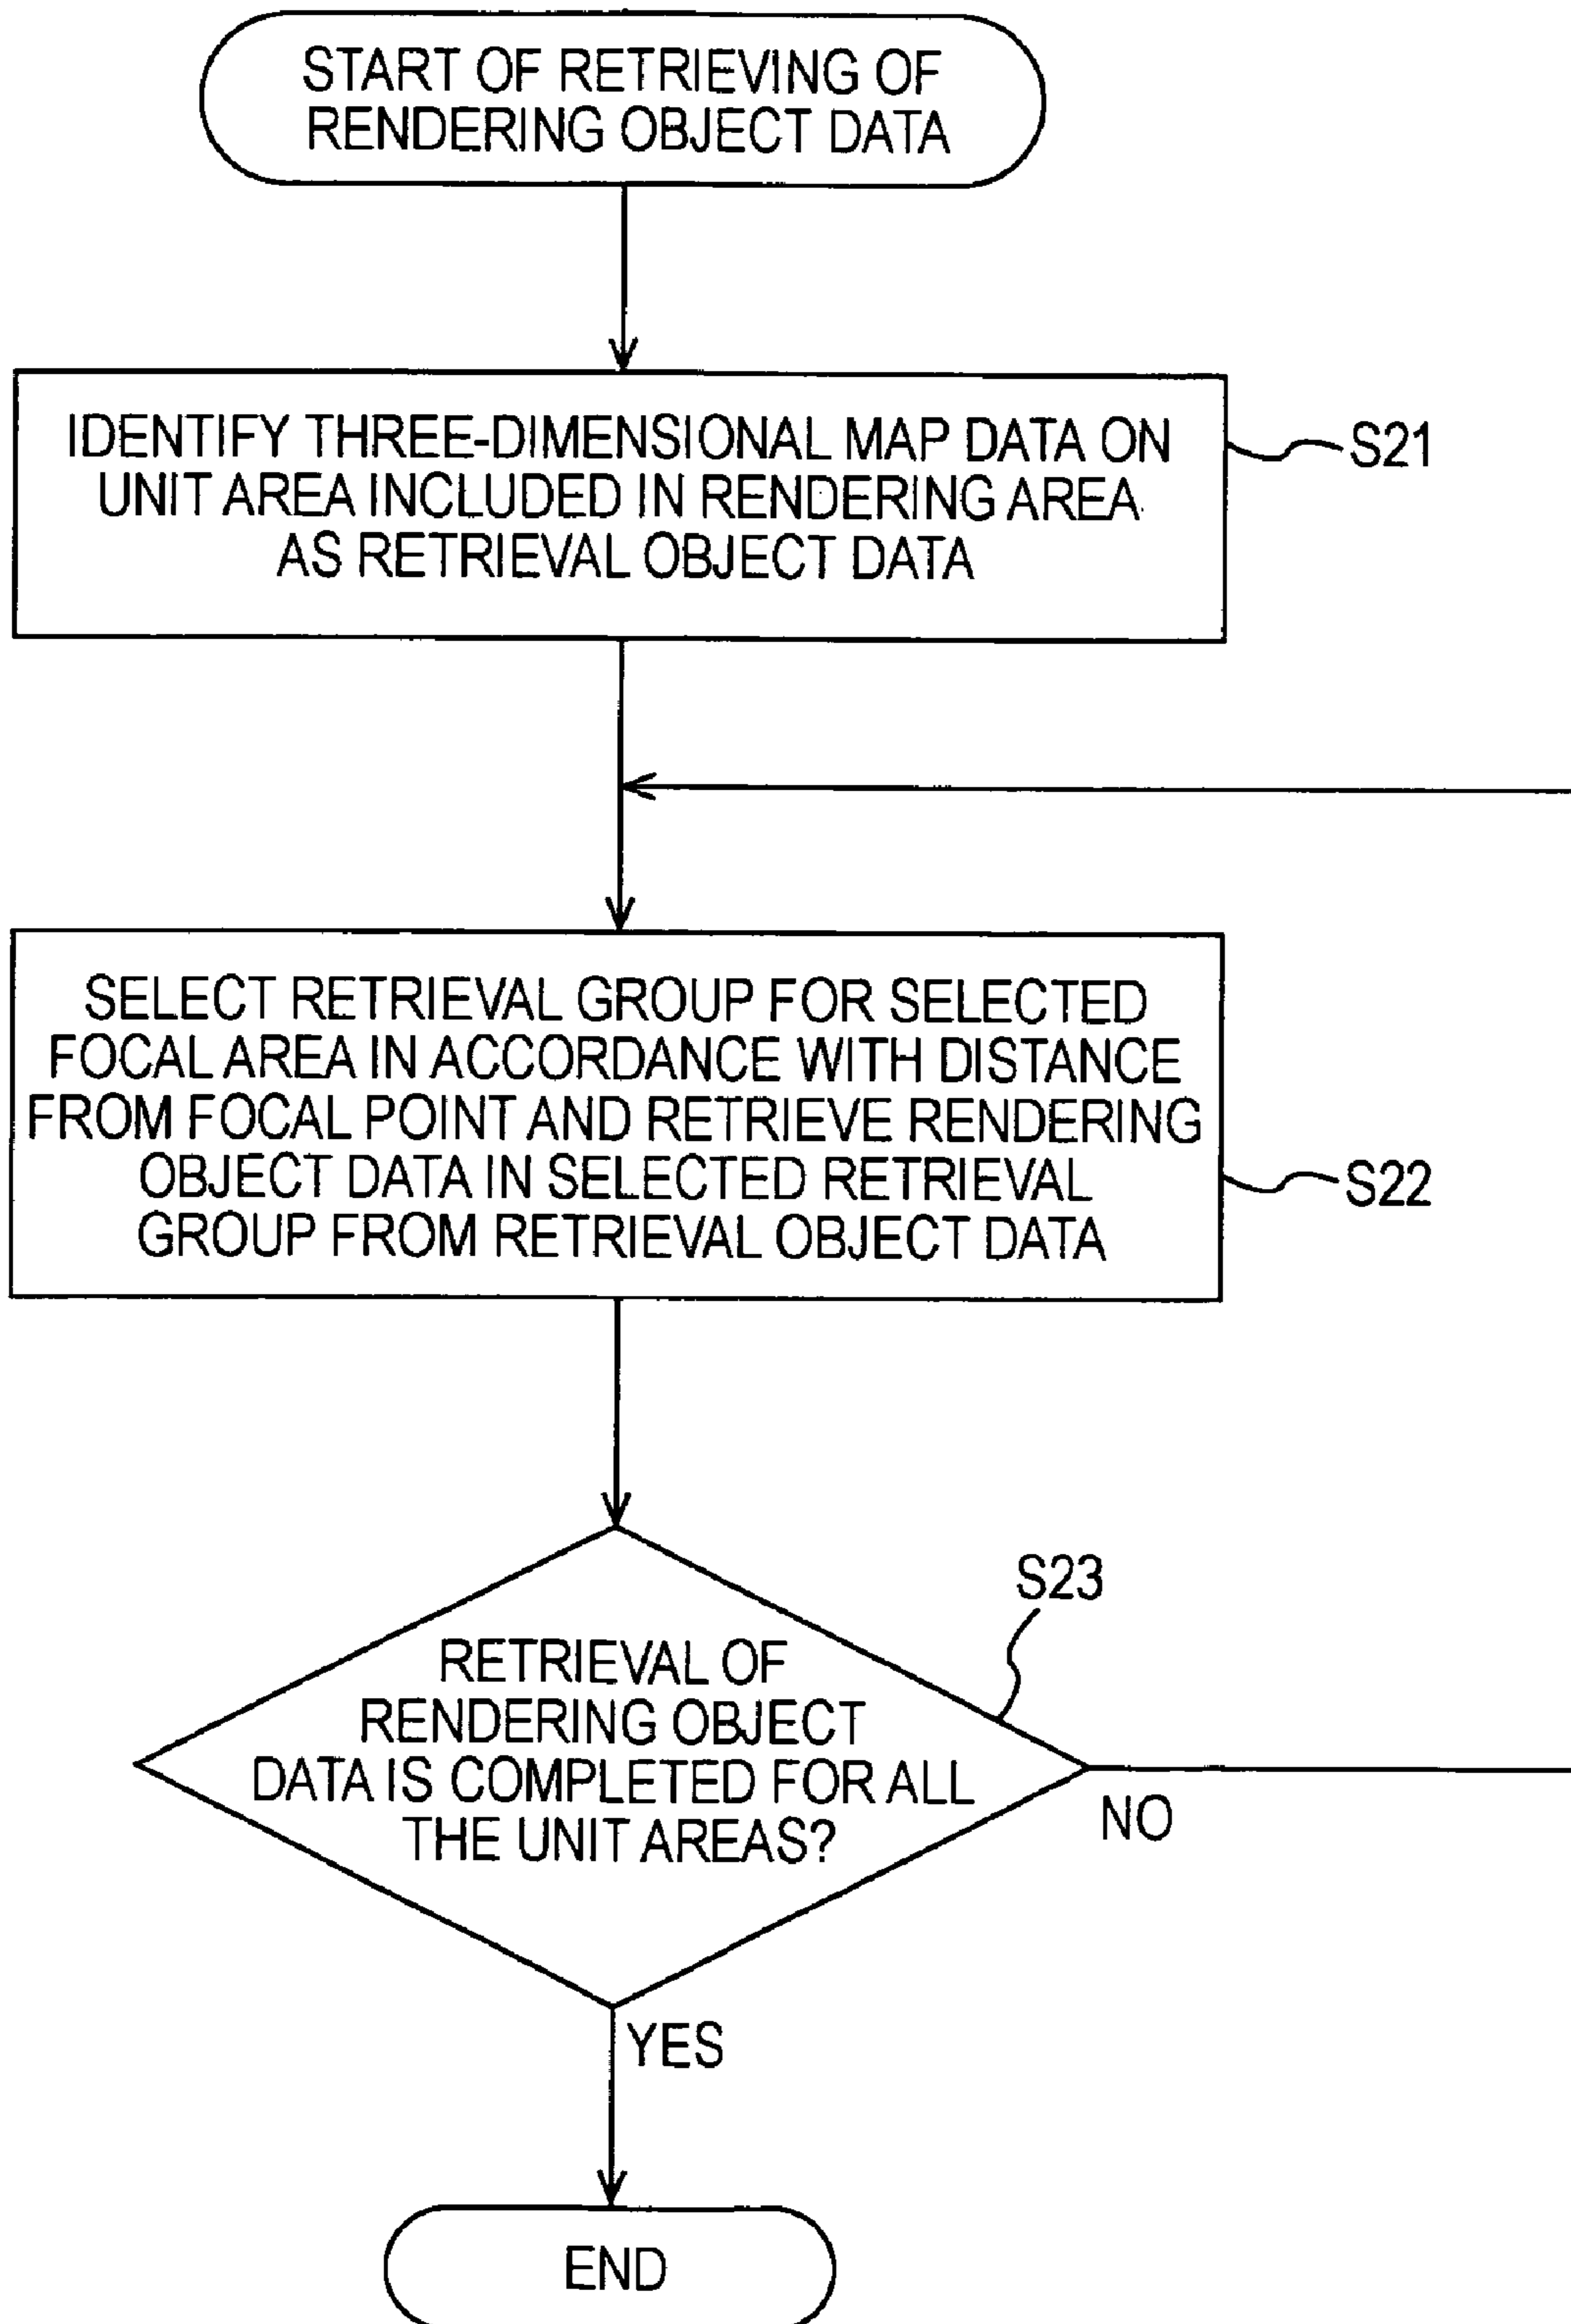 START OF RETRIEVING OF
RENDERING OBJECT DATA
IDENTIFY THREE-DIMENSIONAL MAP DATA ON
UNIT AREA INCLUDED IN RENDERING AREA
AS RETRIEVAL OBJECT DATA
S21
SELECT RETRIEVAL GROUP FOR SELECTED
FOCAL AREA IN ACCORDANCE WITH DISTANCE
FROM FOCAL POINT AND RETRIEVE RENDERING
OBJECT DATA IN SELECTED RETRIEVAL
GROUP FROM RETRIEVAL OBJECT DATA
S22
S23
RETRIEVAL OF
RENDERING OBJECT
DATA IS COMPLETED FOR ALL
THE UNIT AREAS?
NO
YES
END